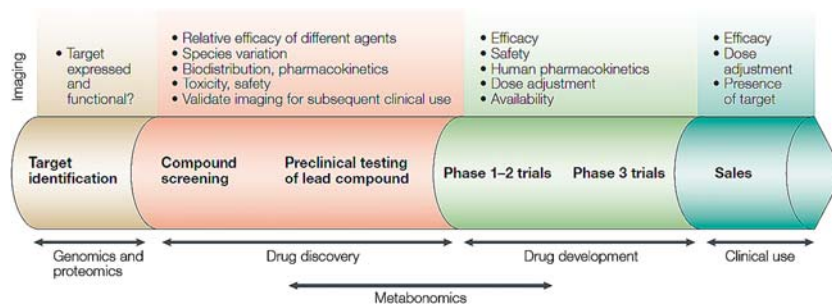 Imaging
• Target
expressed
and
functional?
• Relative efficacy of different agents
• Species variation
• Biodistribution, pharmacokinetics
• Toxicity, safety
• Validate imaging for subsequent clinical use
• Efficacy
• Safety
• Human pharmacokinetics
• Dose adjustment
• Availability
• Efficacy
• Dose
adjustment
• Presence
of target
Target
identification
Compound
screening
Preclinical testing
of lead compound
Phase 1–2 trials
Phase 3 trials
Sales
Genomics and
proteomics
Drug discovery
Drug development
Clinical use
Metabonomics